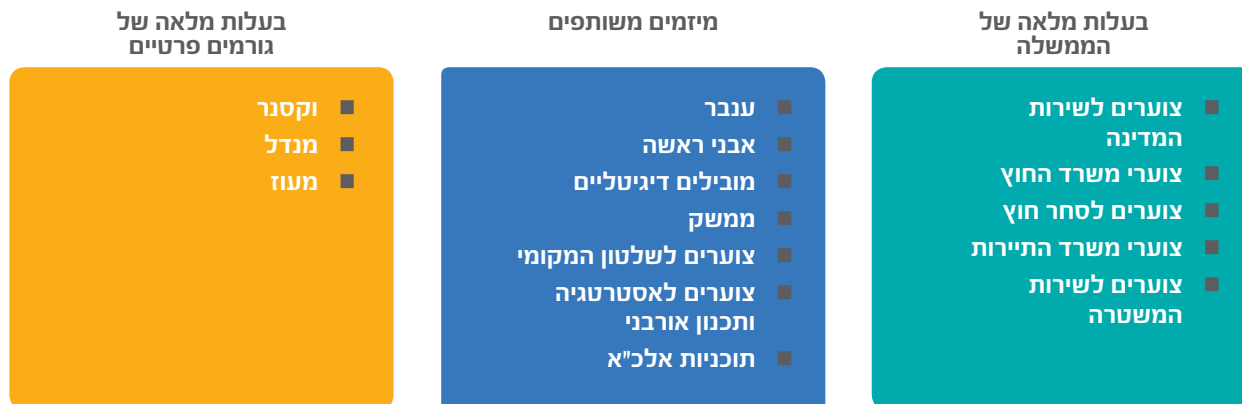 בעלות מלאה של
הממשלה
צוערים לשירות
המדינה
צוערי משרד החוץ
צוערים לסחר חוץ
צוערי משרד התיירות
צוערים לשירות
המשטרה
מיזמים משותפים
ענבר
אבני ראשה
מובילים דיגיטליים
ממשק
צוערים לשלטון המקומי
צוערים לאסטרטגיה
ותכנון אורבני
תוכניות אלכ"א
בעלות מלאה של
גורמים פרטיים
וקסנר
מנדל
מעוז